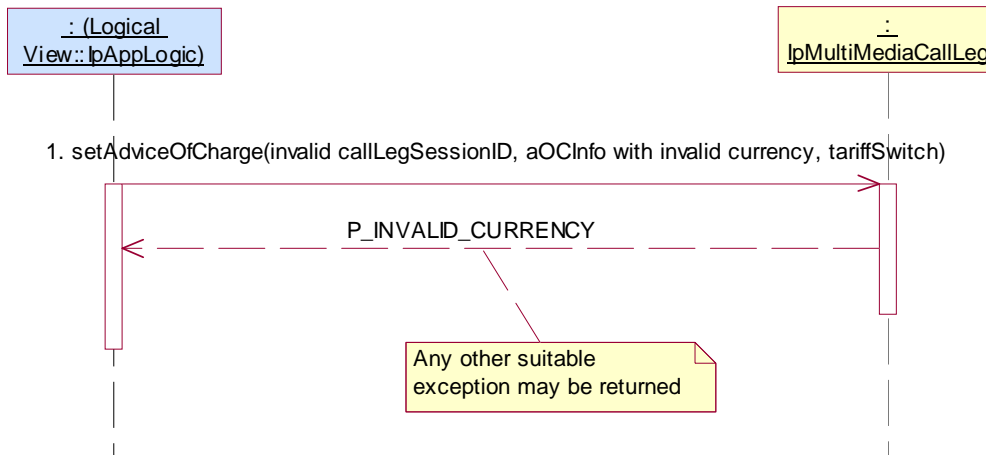 : (Logical
View::IpAppLogic)
:
IpMultiMediaCallLeg
1. setAdviceOfCharge(invalid callLegSessionID, aOCInfo with invalid currency, tariffSwitch)
P_INVALID_CURRENCY
Any other suitable
exception may be returned